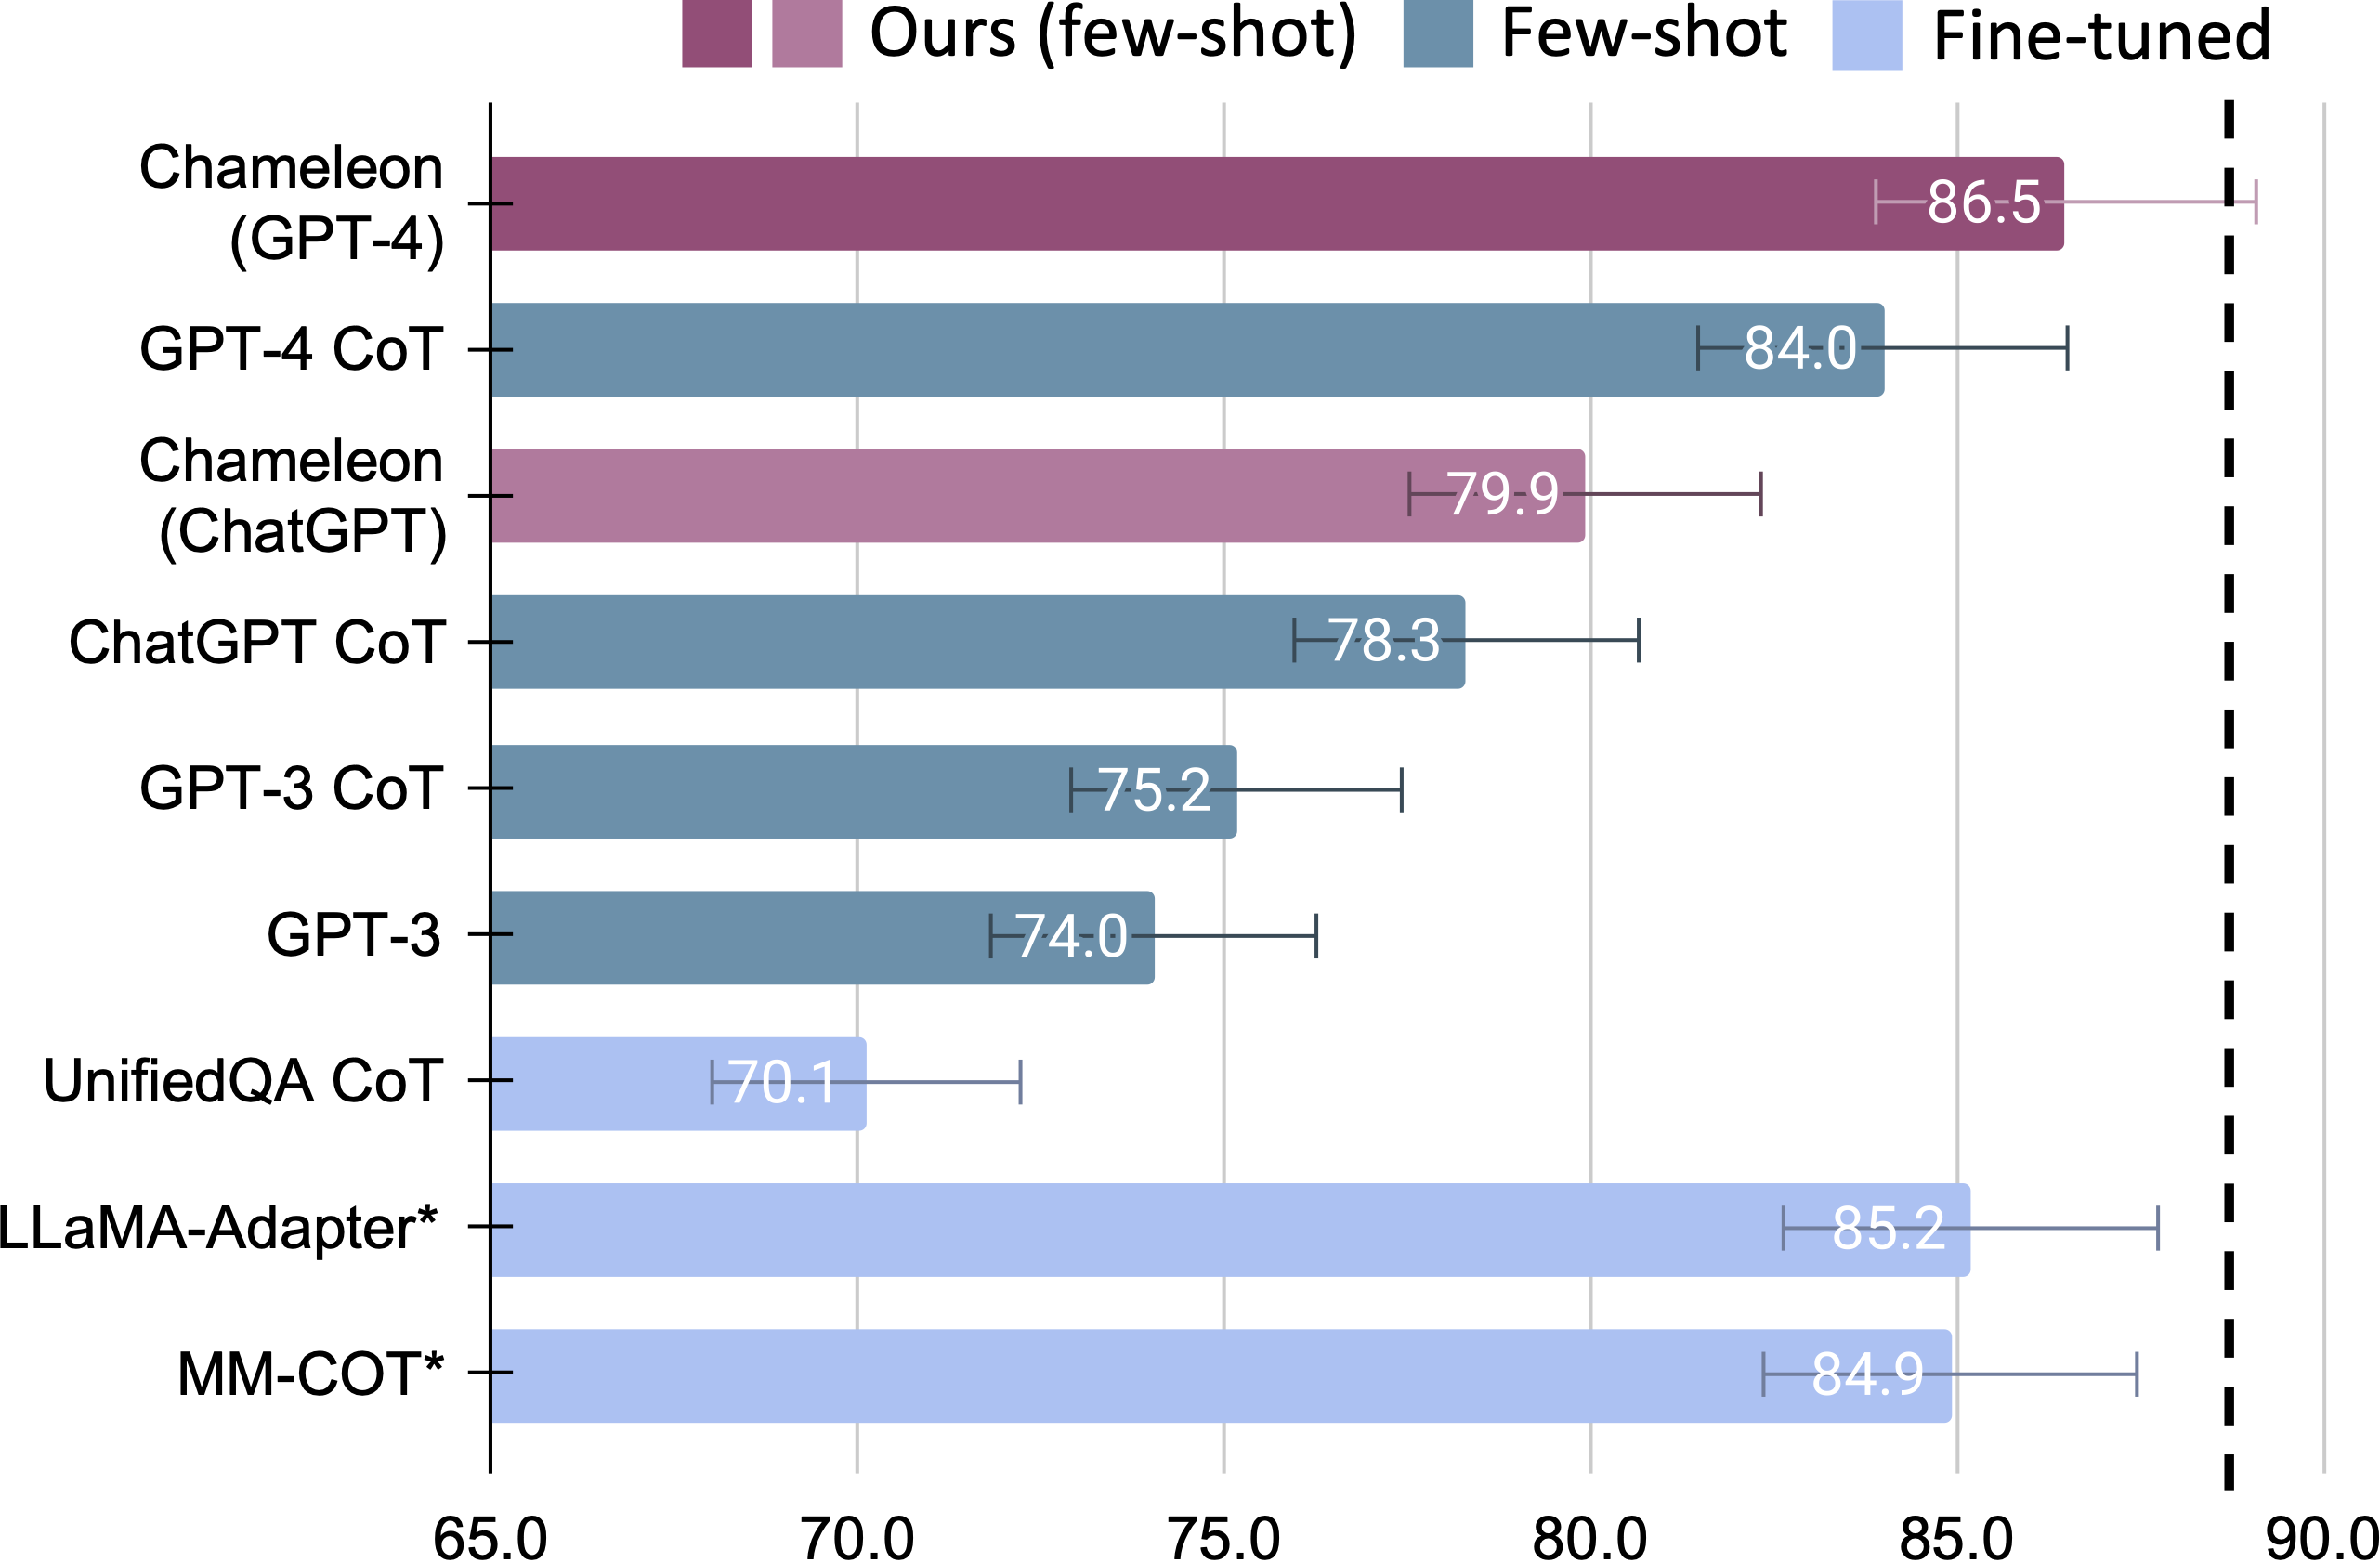 Ours (few-shot) Few-shot Fine-tuned
Chameleon
(GPT-4)
86.5
GPT-4 CoT
84.0
Chameleon
(ChatGPT)
79.9
ChatGPT CoT
78.3
GPT-3 CoT
75.2
GPT-3
74.0
UnifiedQA CoT
70.1
LLaMA-Adapter*
85.2
MM-COT*
84.9
65.0 70.0 75.0 80.0 85.0 90.0